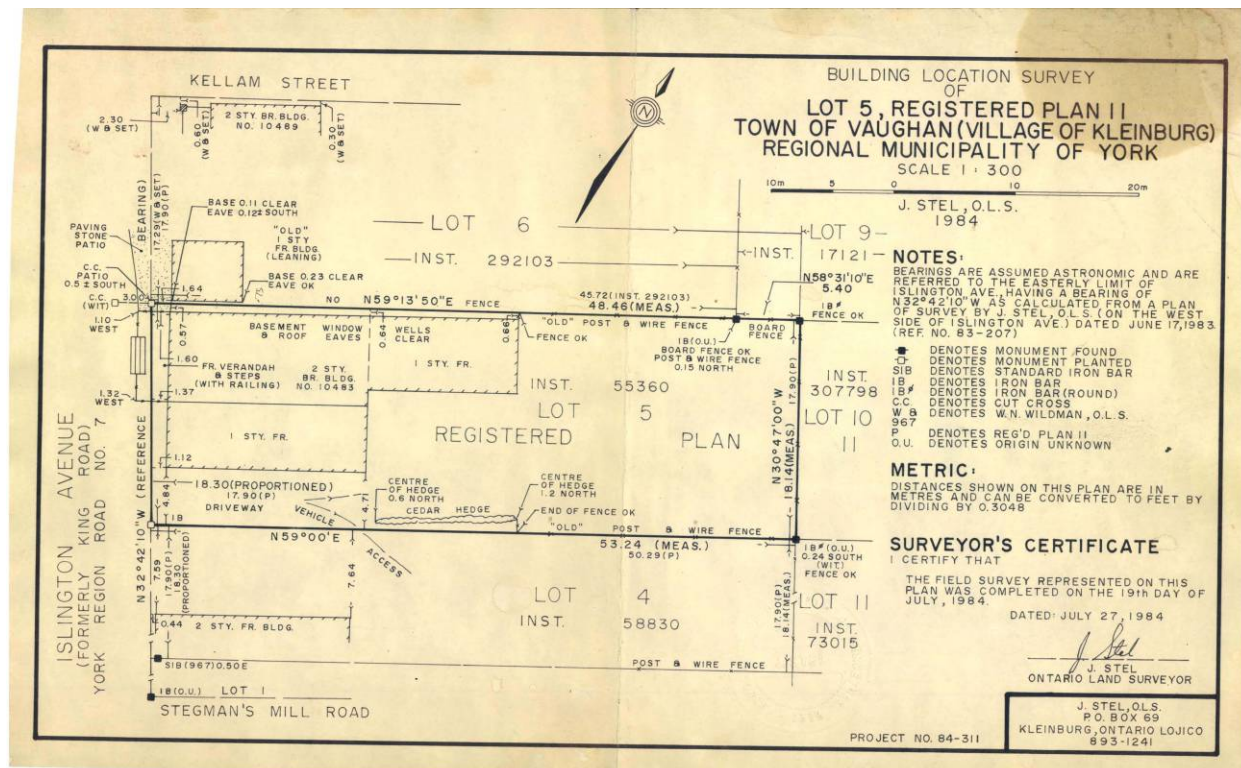 KELLAM STREET
2.30
(W & SET)
2 STY. BR. BLDG.
NO. 10489
0.60
(W & SET)
0.30
(W & SET)
BEARING)
17.29 (W & SET)
17.90 (P)
PAVING
STONE
PATIO
BASE 0.11 CLEAR
EAVE 0.12± SOUTH
"OLD"
1 STY
FR. BLDG.
(LEANING)
C.C.
PATIO
0.5 ± SOUTH
C.C.
(WIT)
3.00
1.64
BASE 0.23 CLEAR
EAVE OK
LOT 6
INST. 292103
LOT 9
INST. 17121
N58°31'10"E
5.40
1.10
WEST
NO N59°13'50"E FENCE
45.72 (INST. 292103)
48.46 (MEAS.)
"OLD" POST & WIRE FENCE
BOARD
FENCE
IBø
FENCE OK
0.57
BASEMENT WINDOW WELLS
& ROOF EAVES CLEAR
0.64
0.66
FENCE OK
IB (O.U.)
BOARD FENCE OK
POST & WIRE FENCE
0.15 NORTH
1.60
FR. VERANDAH
& STEPS
(WITH RAILING)
2 STY.
BR. BLDG.
NO. 10483
1 STY. FR.
1.37
1.32
WEST
INST. 55360
LOT 5
REGISTERED PLAN
INST.
307798
LOT 10
11
17.90 (P)
N30°47'00"W
18.14 (MEAS.)
1 STY. FR.
1.12
18.30 (PROPORTIONED)
17.90 (P)
4.84
4.71
DRIVEWAY
VEHICLE
ACCESS
CENTRE
OF HEDGE
0.6 NORTH
CEDAR HEDGE
CENTRE
OF HEDGE
1.2 NORTH
END OF FENCE OK
IB
N59°00'E
"OLD" POST & WIRE FENCE
53.24 (MEAS.)
50.29 (P)
IBø (O.U.)
0.24 SOUTH
(WIT.)
FENCE OK
7.59
17.90 (P)
18.30
(PROPORTIONED)
7.64
LOT 4
INST. 58830
17.90 (P)
18.14 (MEAS.)
LOT 11
INST.
73015
0.44
2 STY. FR. BLDG.
SIB (967) 0.50 E
POST & WIRE FENCE
IB (O.U.) LOT 1
STEGMAN'S MILL ROAD
ISLINGTON AVENUE
(FORMERLY KING ROAD)
YORK REGION ROAD NO. 7
N32°42'10"W (REFERENCE
N
BUILDING LOCATION SURVEY
OF
LOT 5, REGISTERED PLAN 11
TOWN OF VAUGHAN (VILLAGE OF KLEINBURG)
REGIONAL MUNICIPALITY OF YORK
SCALE 1 : 300
10m 5 0 10 20m
J. STEL, O.L.S.
1984
NOTES:
BEARINGS ARE ASSUMED ASTRONOMIC AND ARE
REFERRED TO THE EASTERLY LIMIT OF
ISLINGTON AVE., HAVING A BEARING OF
N32°42'10"W AS CALCULATED FROM A PLAN
OF SURVEY BY J. STEL, O.L.S. (ON THE WEST
SIDE OF ISLINGTON AVE.) DATED JUNE 17, 1983.
(REF. NO. 83-207)
DENOTES MONUMENT FOUND
DENOTES MONUMENT PLANTED
SIB DENOTES STANDARD IRON BAR
IB DENOTES IRON BAR
IBø DENOTES IRON BAR (ROUND)
C.C. DENOTES CUT CROSS
W & DENOTES W.N. WILDMAN, O.L.S.
967
P DENOTES REG'D PLAN 11
O.U. DENOTES ORIGIN UNKNOWN
METRIC:
DISTANCES SHOWN ON THIS PLAN ARE IN
METRES AND CAN BE CONVERTED TO FEET BY
DIVIDING BY 0.3048
SURVEYOR'S CERTIFICATE
I CERTIFY THAT
THE FIELD SURVEY REPRESENTED ON THIS
PLAN WAS COMPLETED ON THE 19th DAY OF
JULY, 1984.
DATED: JULY 27, 1984
J. Stel
J. STEL
ONTARIO LAND SURVEYOR
PROJECT NO. 84-311
J. STEL, O.L.S.
P.O. BOX 69
KLEINBURG, ONTARIO LOJICO
893-1241